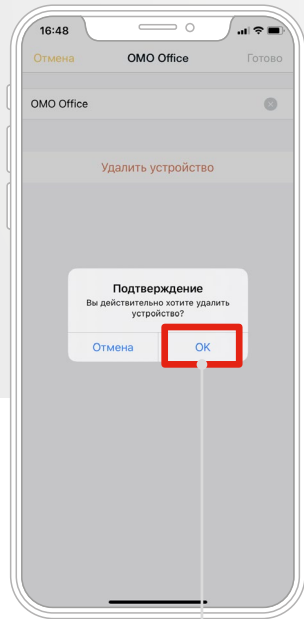 16:48
Отмена OMO Office Готово
OMO Office
Удалить устройство
Подтверждение
Вы действительно хотите удалить
устройство?
Отмена OK